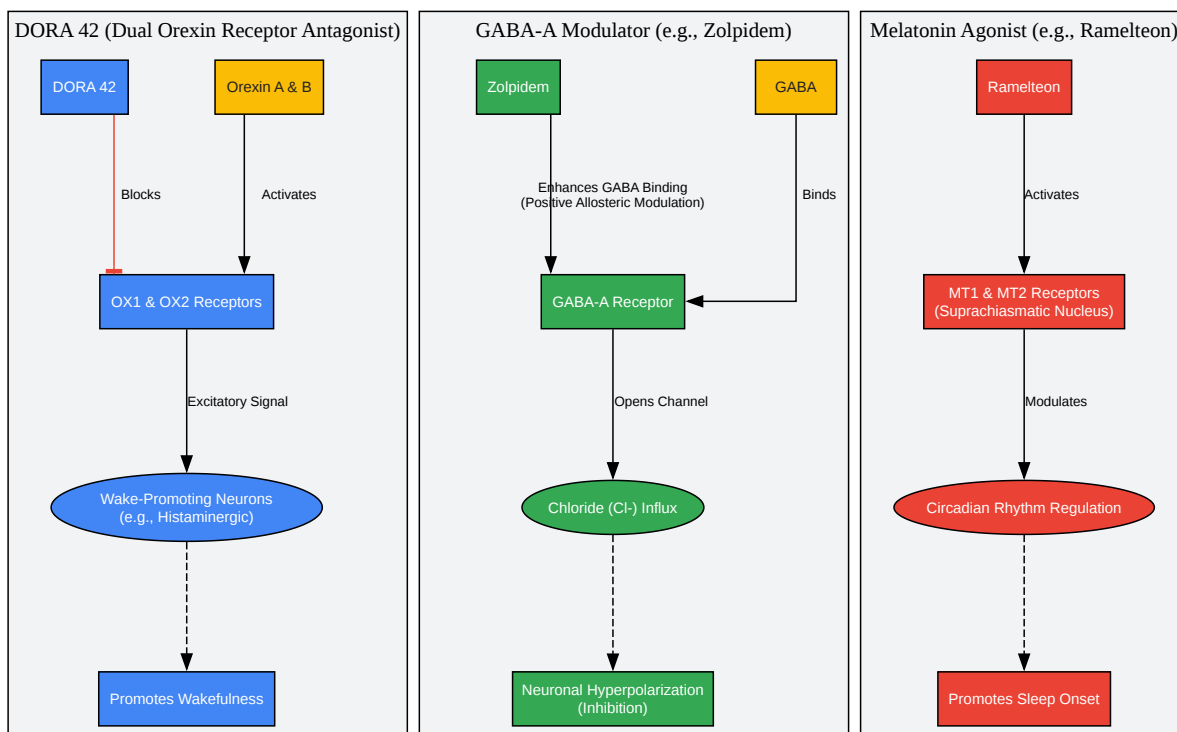 DORA 42 (Dual Orexin Receptor Antagonist)
DORA 42
Orexin A & B
Blocks
Activates
OX1 & OX2 Receptors
Excitatory Signal
Wake-Promoting Neurons
(e.g., Histaminergic)
Promotes Wakefulness
GABA-A Modulator (e.g., Zolpidem)
Zolpidem
GABA
Enhances GABA Binding
(Positive Allosteric Modulation)
Binds
GABA-A Receptor
Opens Channel
Chloride (Cl-) Influx
Neuronal Hyperpolarization
(Inhibition)
Melatonin Agonist (e.g., Ramelteon)
Ramelteon
Activates
MT1 & MT2 Receptors
(Suprachiasmatic Nucleus)
Modulates
Circadian Rhythm Regulation
Promotes Sleep Onset